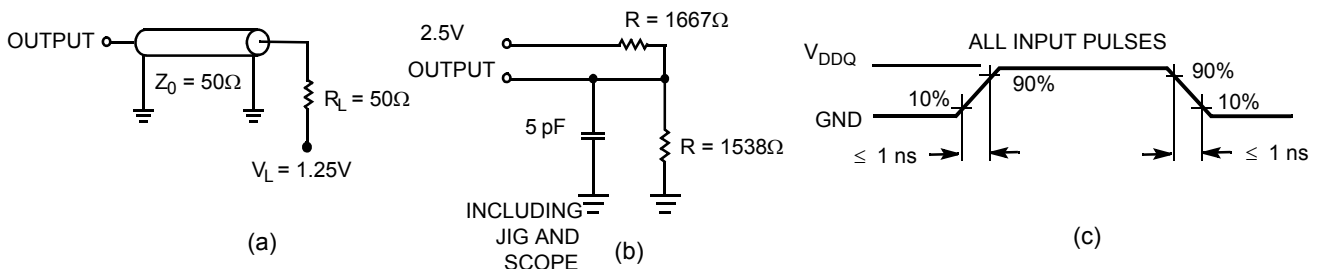 OUTPUT
Z0 = 50Ω
RL = 50Ω
VL = 1.25V
(a)
R = 1667Ω
2.5V
OUTPUT
5 pF
R = 1538Ω
INCLUDING
JIG AND
SCOPE
(b)
ALL INPUT PULSES
VDDQ
GND
10%
90%
90%
10%
≤ 1 ns
≤ 1 ns
(c)